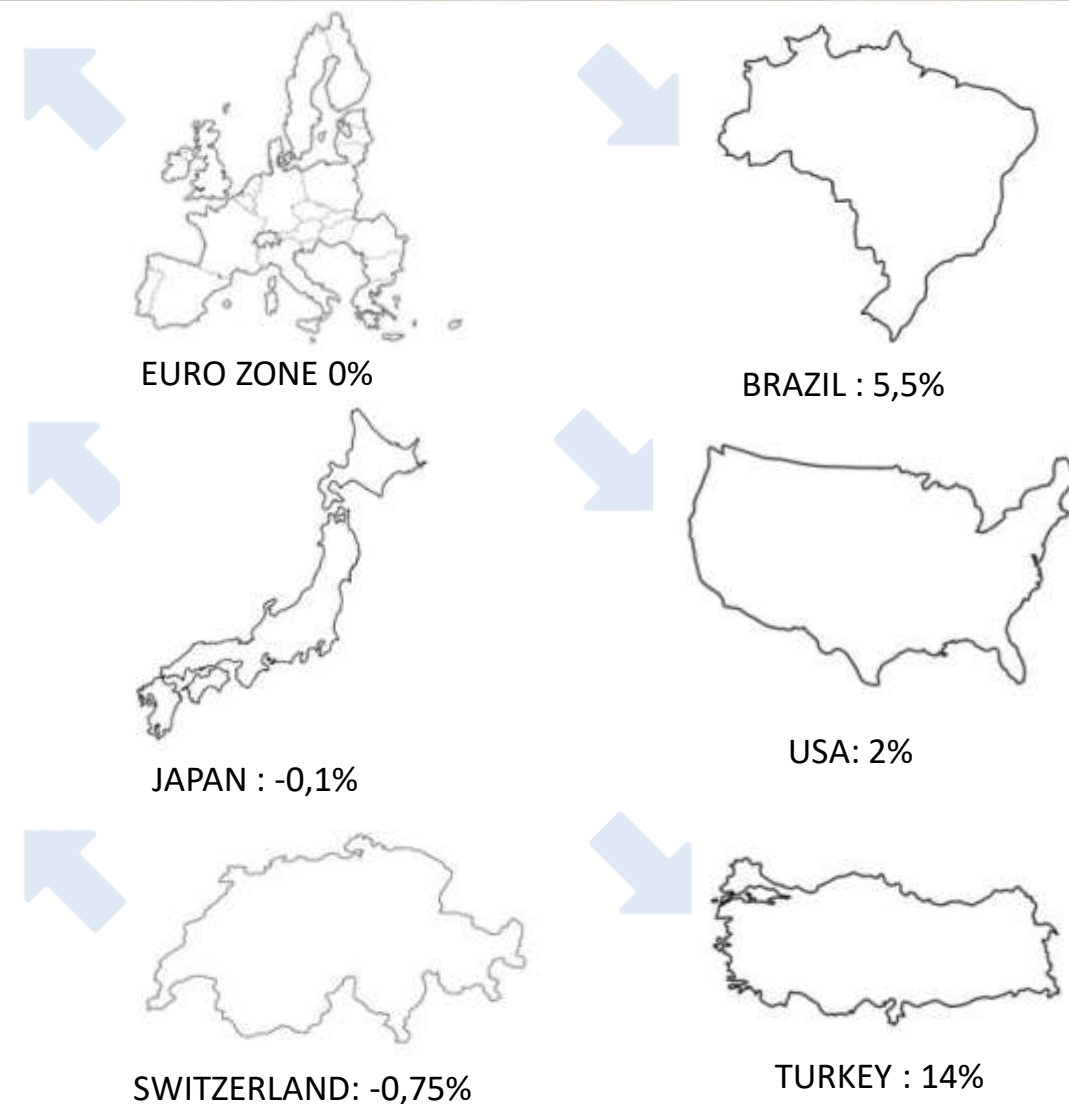 EURO ZONE 0%
BRAZIL : 5,5%
JAPAN : -0,1%
USA: 2%
SWITZERLAND: -0,75%
TURKEY : 14%